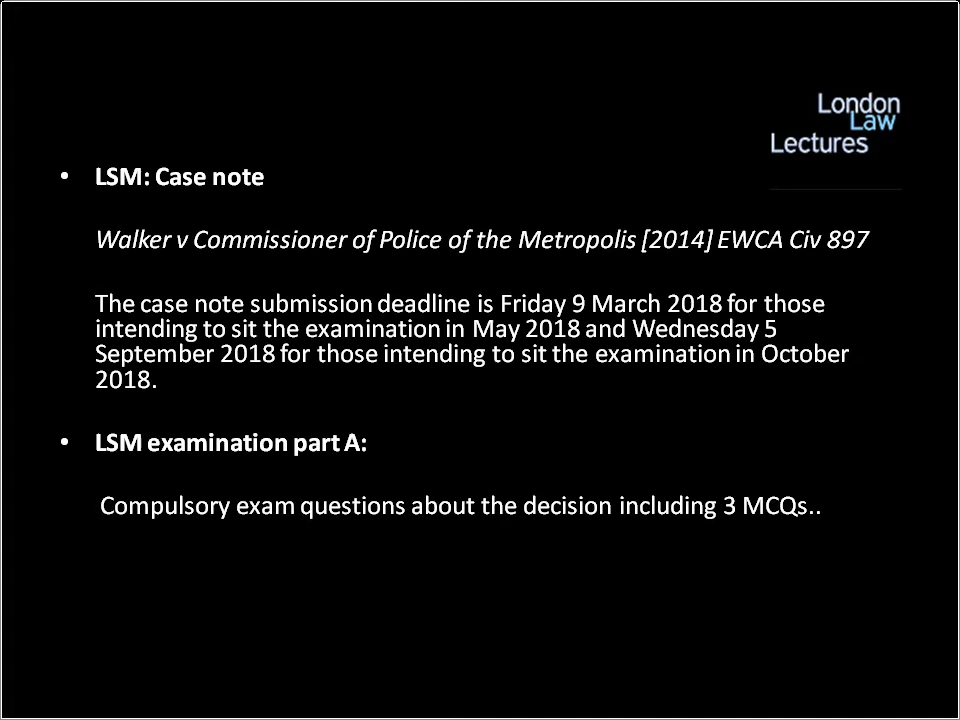 London
Law
Lectures
• LSM: Case note
Walker v Commissioner of Police of the Metropolis [2014] EWCA Civ 897
The case note submission deadline is Friday 9 March 2018 for those
intending to sit the examination in May 2018 and Wednesday 5
September 2018 for those intending to sit the examination in October
2018.
• LSM examination part A:
Compulsory exam questions about the decision including 3 MCQs..